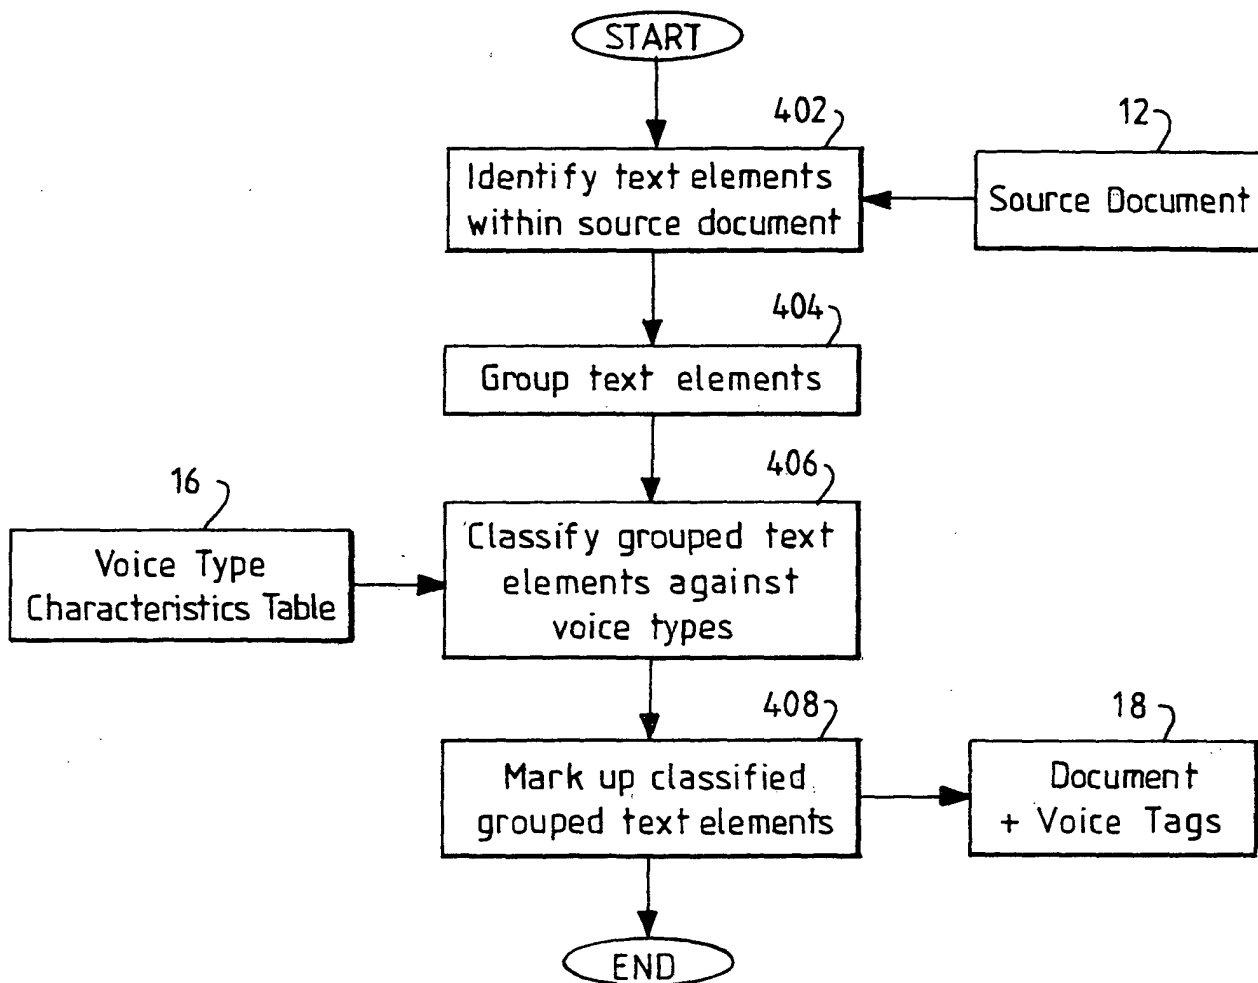 START
402
12
Identify text elements
within source document
Source Document
404
Group text elements
16
406
Voice Type
Characteristics Table
Classify grouped text
elements against
voice types
408
18
Mark up classified
grouped text elements
Document
+ Voice Tags
END